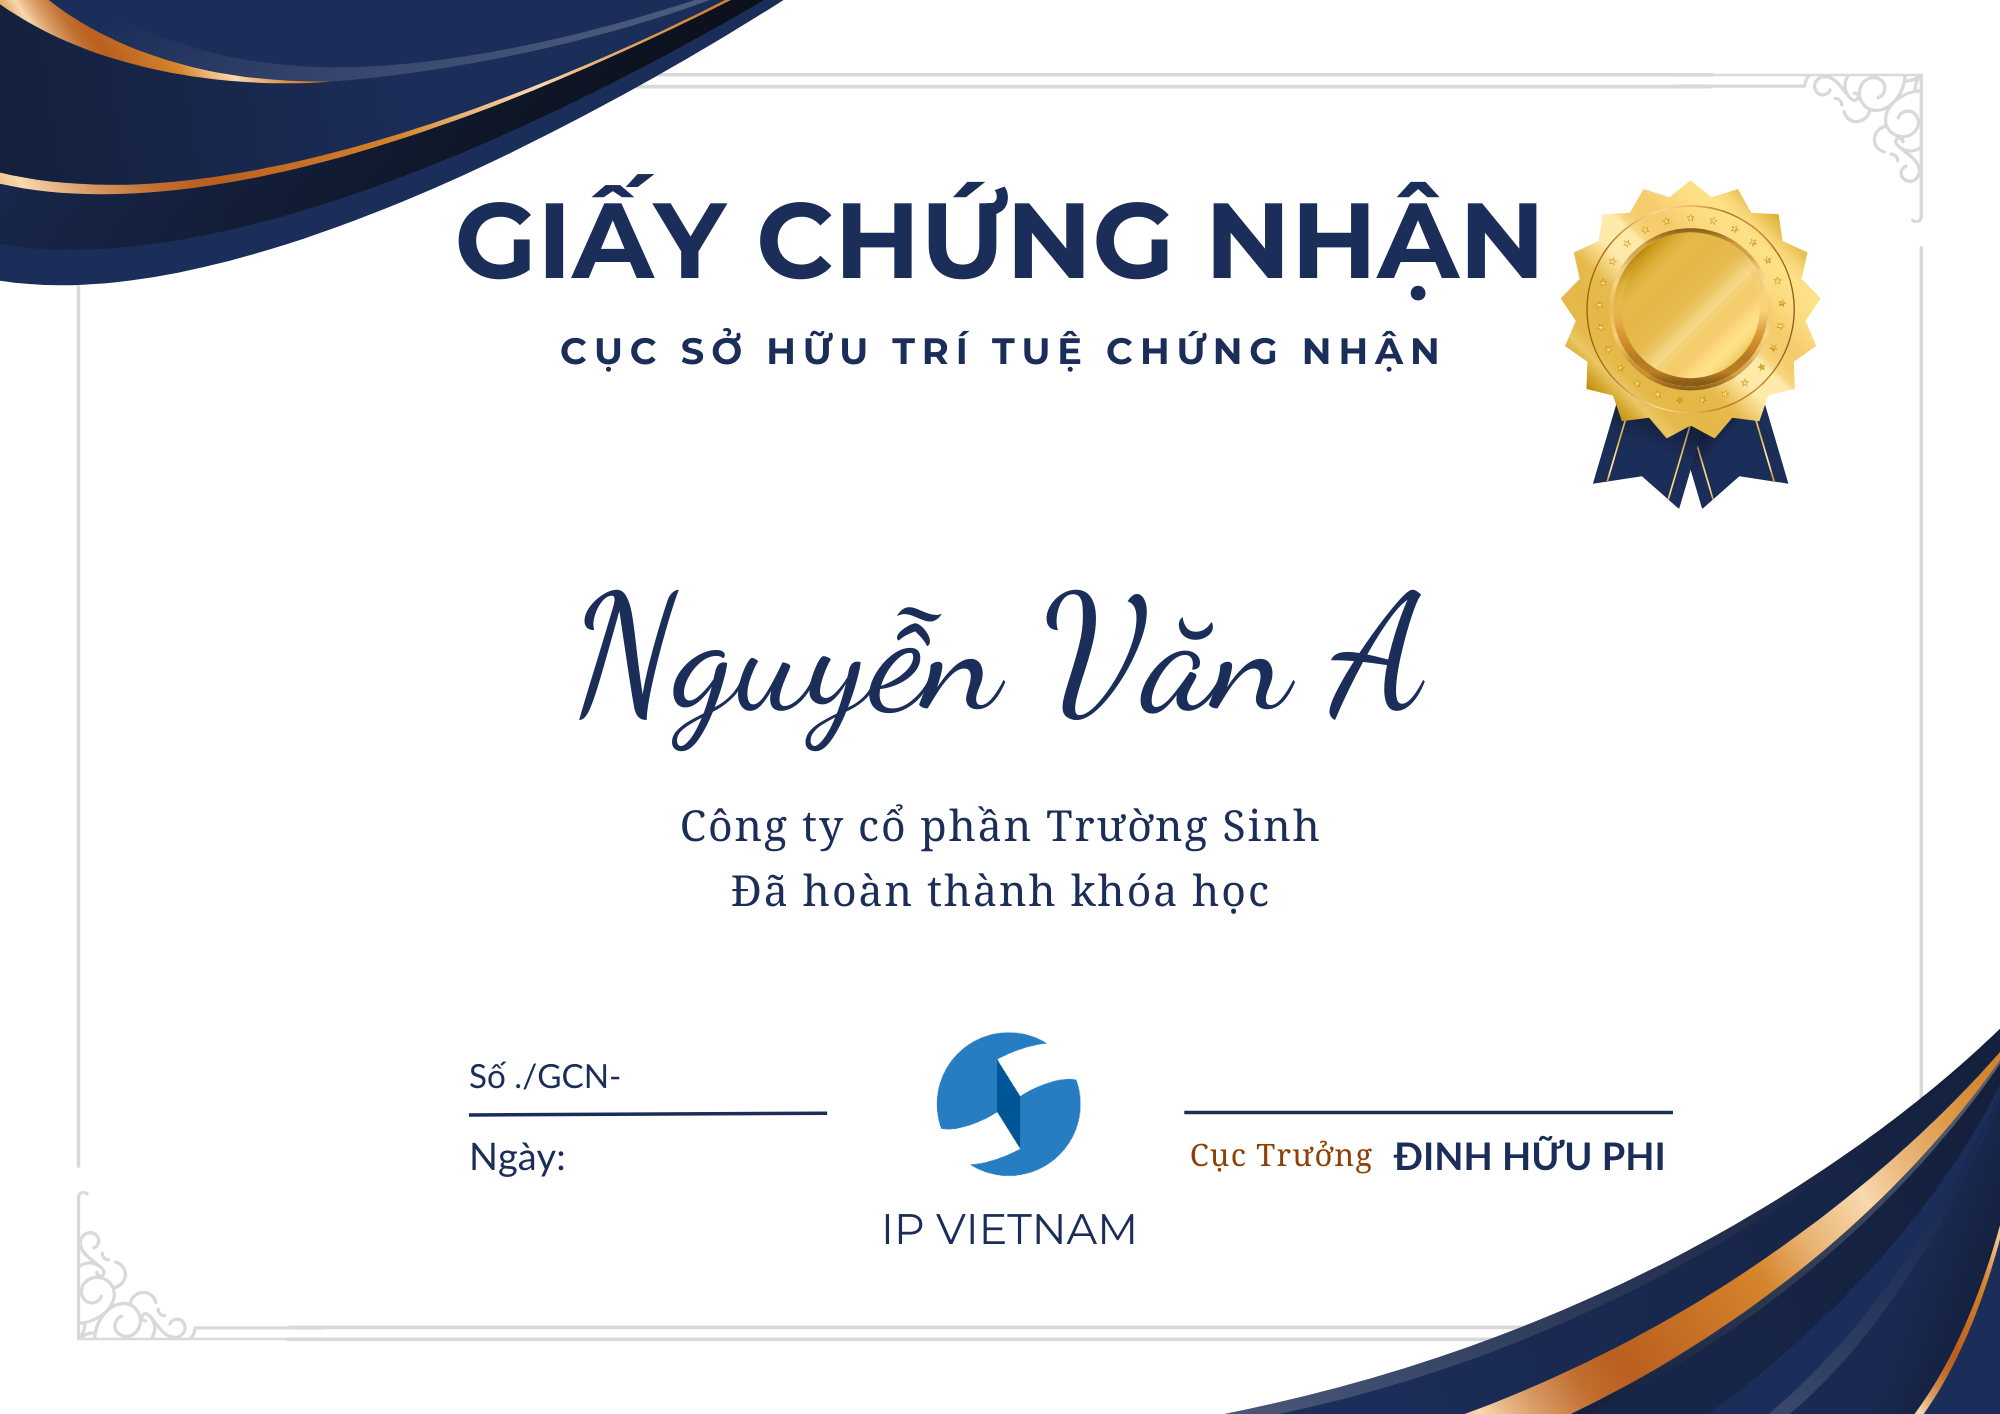 GIẤY CHỨNG NHẬN
CỤC SỞ HỮU TRÍ TUỆ CHỨNG NHẬN
Nguyễn Văn A
Công ty cổ phần Trường Sinh
Đã hoàn thành khóa học
Số ./GCN-
Ngày:
IP VIETNAM
Cục Trưởng ĐINH HỮU PHI